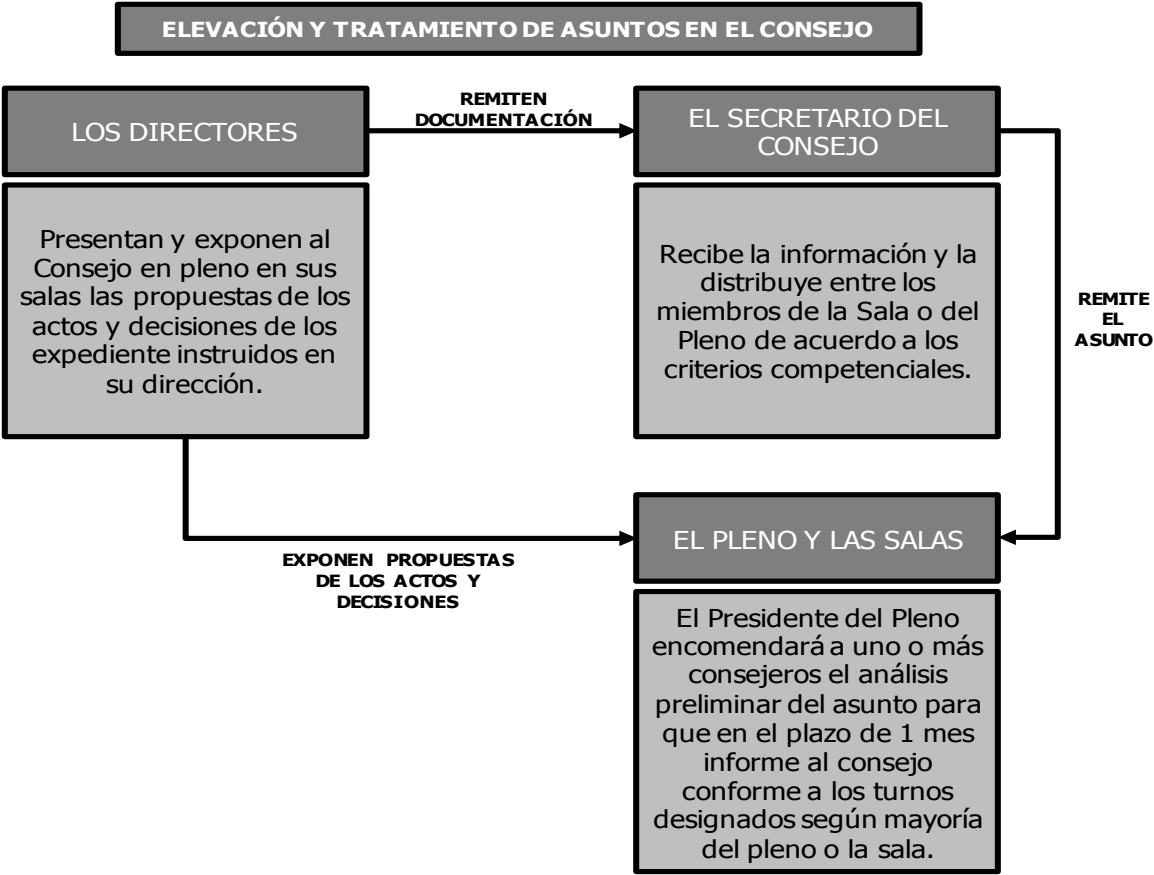 ELEVACIÓN Y TRATAMIENTO DE ASUNTOS EN EL CONSEJO
LOS DIRECTORES
REMITEN
DOCUMENTACIÓN
EL SECRETARIO DEL
CONSEJO
Presentan y exponen al
Consejo en pleno en sus
salas las propuestas de los
actos y decisiones de los
expediente instruidos en
su dirección.
Recibe la información y la
distribuye entre los
miembros de la Sala o del
Pleno de acuerdo a los
criterios competenciales.
REMITE
EL
ASUNTO
EXPONEN PROPUESTAS
DE LOS ACTOS Y
DECISIONES
EL PLENO Y LAS SALAS
El Presidente del Pleno
encomendará a uno o más
consejeros el análisis
preliminar del asunto para
que en el plazo de 1 mes
informe al consejo
conforme a los turnos
designados según mayoría
del pleno o la sala.